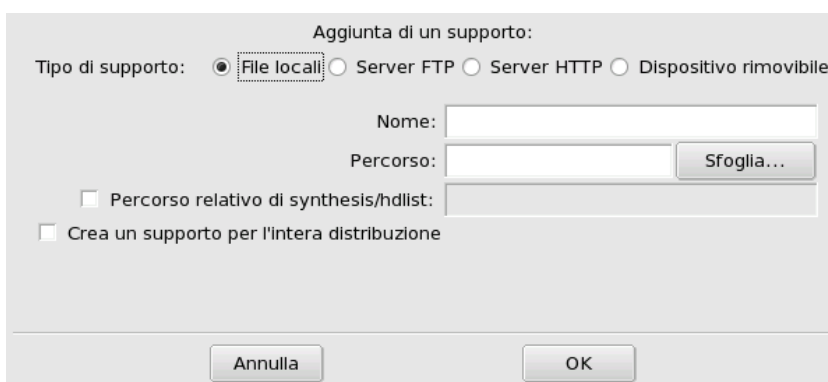 Aggiunta di un supporto:
Tipo di supporto: File locali Server FTP Server HTTP Dispositivo rimovibile
Nome:
Percorso: Sfoglia...
Percorso relativo di synthesis/hdlist:
Crea un supporto per l'intera distribuzione
Annulla OK